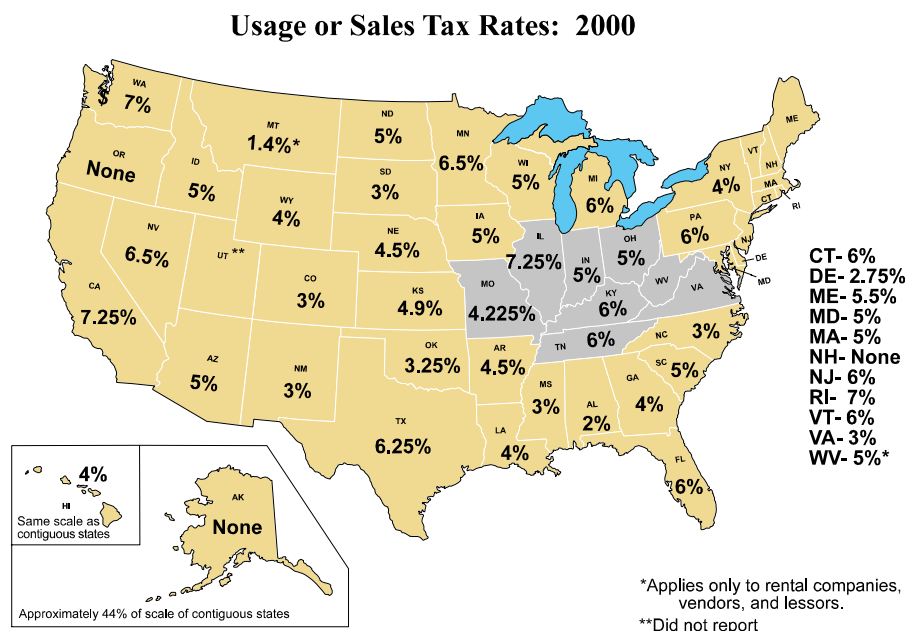 Usage or Sales Tax Rates: 2000
WA
7%
MT
1.4%*
ND
5%
MN
6.5%
OR
None
ID
5%
SD
3%
WI
5%
MI
6%
NY
4%
VT
NH
ME
MA
CT
RI
WY
4%
IA
5%
NE
4.5%
PA
6%
NJ
NV
6.5%
UT **
IL
7.25%
IN
5%
OH
5%
DE
MD
CA
7.25%
CO
3%
KS
4.9%
MO
4.225%
KY
6%
WV
VA
CT- 6%
DE- 2.75%
ME- 5.5%
MD- 5%
MA- 5%
NH- None
NJ- 6%
RI- 7%
VT- 6%
VA- 3%
WV- 5%*
AZ
5%
NM
3%
OK
3.25%
AR
4.5%
TN
6%
NC
3%
SC
5%
TX
6.25%
LA
4%
MS
3%
AL
2%
GA
4%
FL
6%
4%
HI
Same scale as
contiguous states
AK
None
Approximately 44% of scale of contiguous states
*Applies only to rental companies,
vendors, and lessors.
**Did not report